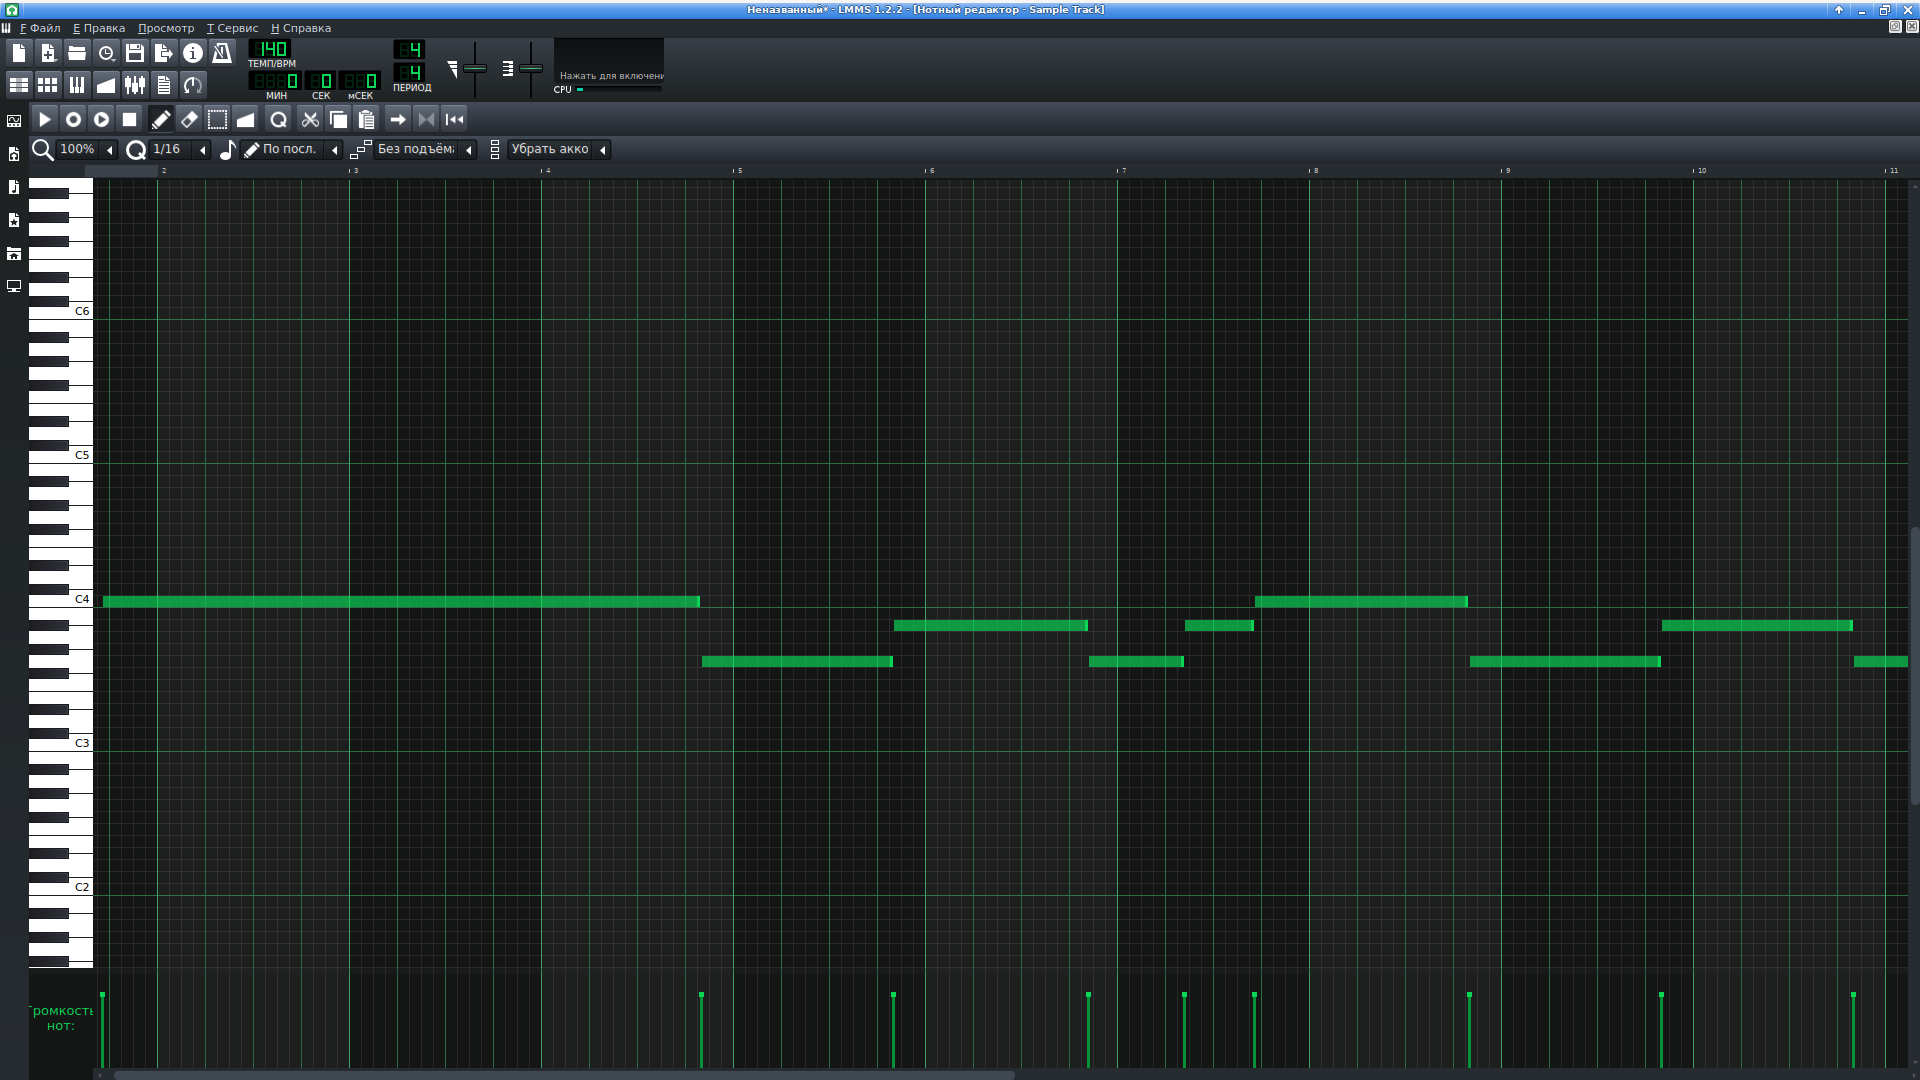 Неназванный* - LMMS 1.2.2 - [Нотный редактор - Sample Track]
F Файл E Правка Просмотр T Сервис H Справка
140
ТЕМП/BPM
0 0 0
МИН СЕК мСЕК
4
4
ПЕРИОД
Нажать для включени
CPU
100% 1/16 По посл. Без подъём Убрать акко
2 3 4 5 6 7 8 9 10 11
C6
C5
C4
C3
C2
Громкость
нот: